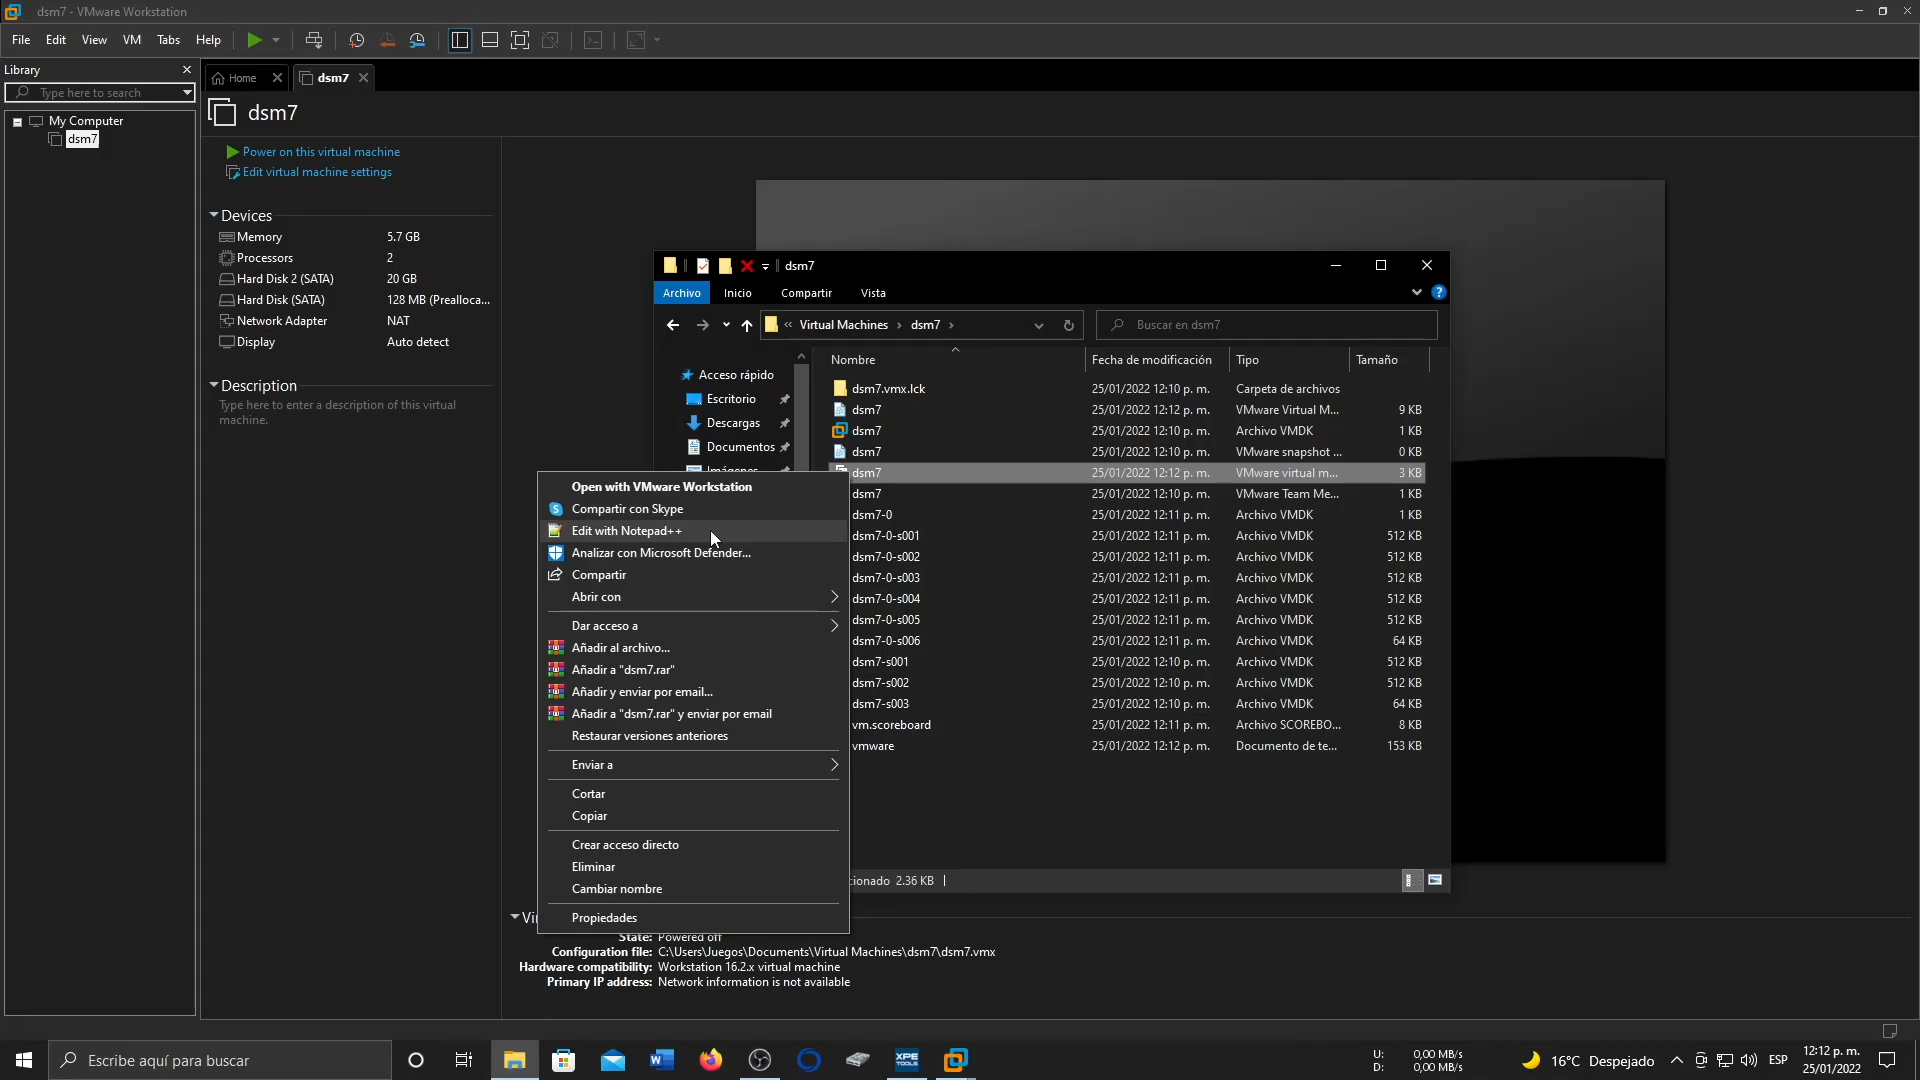 dsm7 - VMware Workstation
File Edit View VM Tabs Help
Library
Home dsm7
Type here to search
My Computer
dsm7
dsm7
Power on this virtual machine
Edit virtual machine settings
Devices
Memory 5.7 GB
Processors 2
Hard Disk 2 (SATA) 20 GB
Hard Disk (SATA) 128 MB (Prealloca...
Network Adapter NAT
Display Auto detect
Description
Type here to enter a description of this virtual
machine.
dsm7
Archivo Inicio Compartir Vista
« Virtual Machines › dsm7 ›
Buscar en dsm7
Nombre Fecha de modificación Tipo Tamaño
Acceso rápido
Escritorio
Descargas
Documentos
Imágenes
dsm7.vmx.lck 25/01/2022 12:10 p. m. Carpeta de archivos
dsm7 25/01/2022 12:12 p. m. VMware Virtual M... 9 KB
dsm7 25/01/2022 12:10 p. m. Archivo VMDK 1 KB
dsm7 25/01/2022 12:10 p. m. VMware snapshot ... 0 KB
dsm7 25/01/2022 12:12 p. m. VMware virtual m... 3 KB
dsm7 25/01/2022 12:10 p. m. VMware Team Me... 1 KB
dsm7-0 25/01/2022 12:10 p. m. Archivo VMDK 1 KB
dsm7-0-s001 25/01/2022 12:11 p. m. Archivo VMDK 512 KB
dsm7-0-s002 25/01/2022 12:11 p. m. Archivo VMDK 512 KB
dsm7-0-s003 25/01/2022 12:11 p. m. Archivo VMDK 512 KB
dsm7-0-s004 25/01/2022 12:11 p. m. Archivo VMDK 512 KB
dsm7-0-s005 25/01/2022 12:11 p. m. Archivo VMDK 512 KB
dsm7-0-s006 25/01/2022 12:11 p. m. Archivo VMDK 64 KB
dsm7-s001 25/01/2022 12:10 p. m. Archivo VMDK 512 KB
dsm7-s002 25/01/2022 12:10 p. m. Archivo VMDK 512 KB
dsm7-s003 25/01/2022 12:10 p. m. Archivo VMDK 64 KB
vm.scoreboard 25/01/2022 12:11 p. m. Archivo SCOREBO... 8 KB
vmware 25/01/2022 12:12 p. m. Documento de te... 153 KB
cionado 2.36 KB
Open with VMware Workstation
Compartir con Skype
Edit with Notepad++
Analizar con Microsoft Defender...
Compartir
Abrir con
Dar acceso a
Añadir al archivo...
Añadir a "dsm7.rar"
Añadir y enviar por email...
Añadir a "dsm7.rar" y enviar por email
Restaurar versiones anteriores
Enviar a
Cortar
Copiar
Crear acceso directo
Eliminar
Cambiar nombre
Propiedades
Vi
State: Powered off
Configuration file: C:\Users\Juegos\Documents\Virtual Machines\dsm7\dsm7.vmx
Hardware compatibility: Workstation 16.2.x virtual machine
Primary IP address: Network information is not available
Escribe aquí para buscar
XPE
TOOLS
U: 0,00 MB/s
D: 0,00 MB/s
16°C Despejado
ESP
12:12 p. m.
25/01/2022